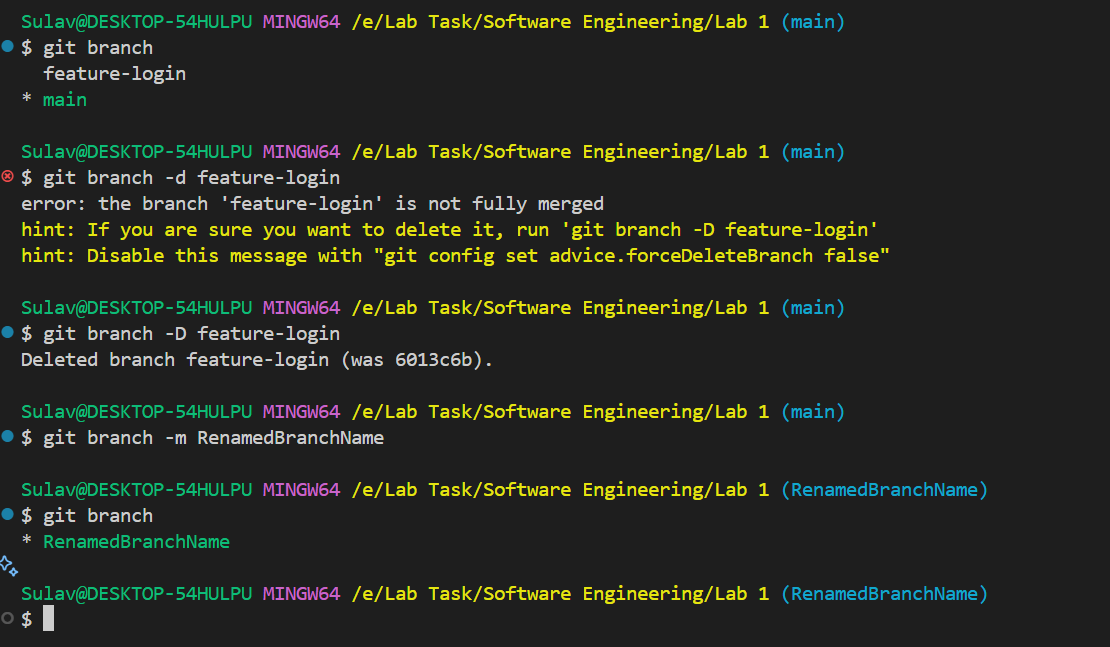 Sulav@DESKTOP-54HULPU MINGW64 /e/Lab Task/Software Engineering/Lab 1 (main)
$ git branch
  feature-login
* main
Sulav@DESKTOP-54HULPU MINGW64 /e/Lab Task/Software Engineering/Lab 1 (main)
$ git branch -d feature-login
error: the branch 'feature-login' is not fully merged
hint: If you are sure you want to delete it, run 'git branch -D feature-login'
hint: Disable this message with "git config set advice.forceDeleteBranch false"
Sulav@DESKTOP-54HULPU MINGW64 /e/Lab Task/Software Engineering/Lab 1 (main)
$ git branch -D feature-login
Deleted branch feature-login (was 6013c6b).
Sulav@DESKTOP-54HULPU MINGW64 /e/Lab Task/Software Engineering/Lab 1 (main)
$ git branch -m RenamedBranchName
Sulav@DESKTOP-54HULPU MINGW64 /e/Lab Task/Software Engineering/Lab 1 (RenamedBranchName)
$ git branch
* RenamedBranchName
Sulav@DESKTOP-54HULPU MINGW64 /e/Lab Task/Software Engineering/Lab 1 (RenamedBranchName)
$